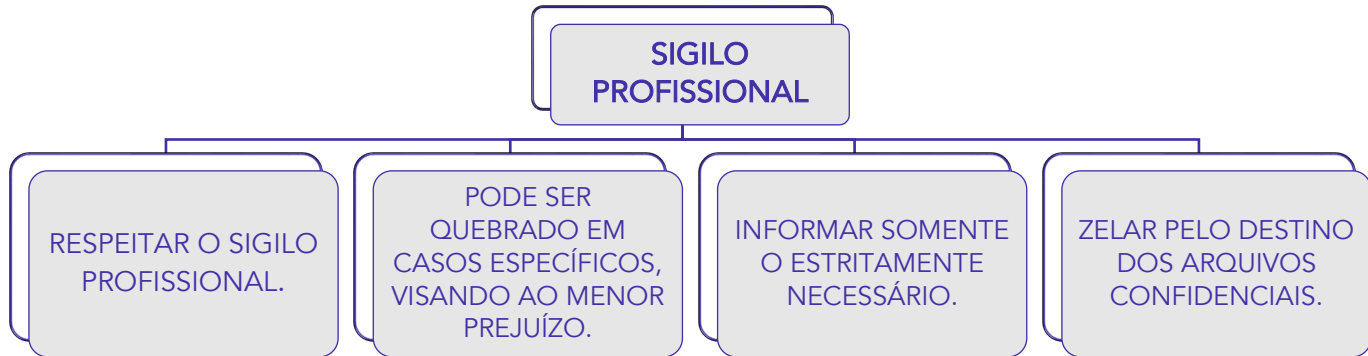 SIGILO
PROFISSIONAL
RESPEITAR O SIGILO
PROFISSIONAL.
PODE SER
QUEBRADO EM
CASOS ESPECÍFICOS,
VISANDO AO MENOR
PREJUÍZO.
INFORMAR SOMENTE
O ESTRITAMENTE
NECESSÁRIO.
ZELAR PELO DESTINO
DOS ARQUIVOS
CONFIDENCIAIS.